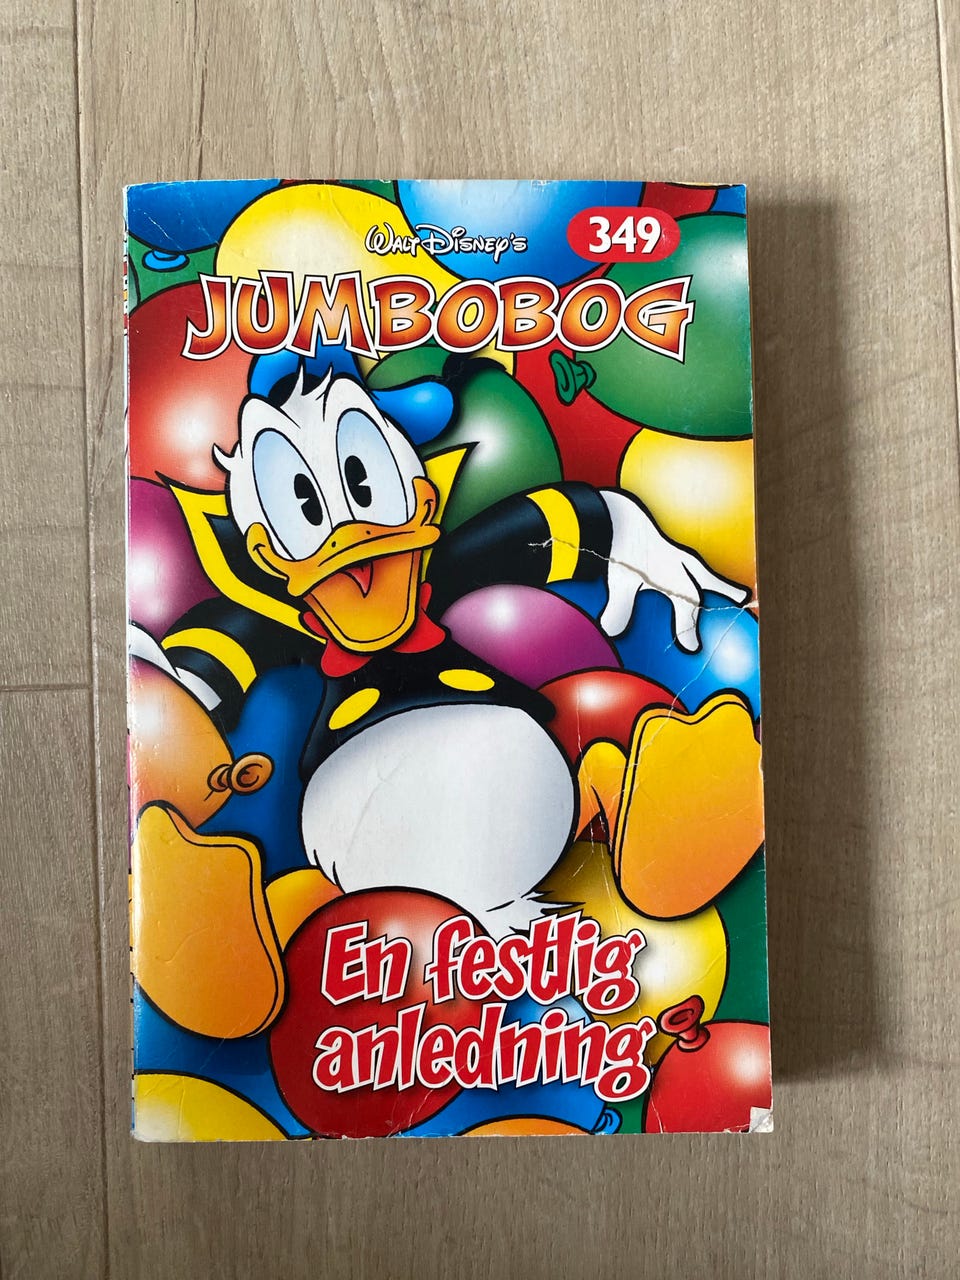 Walt Disney's
349
JUMBOBOG
En festlig
anledning